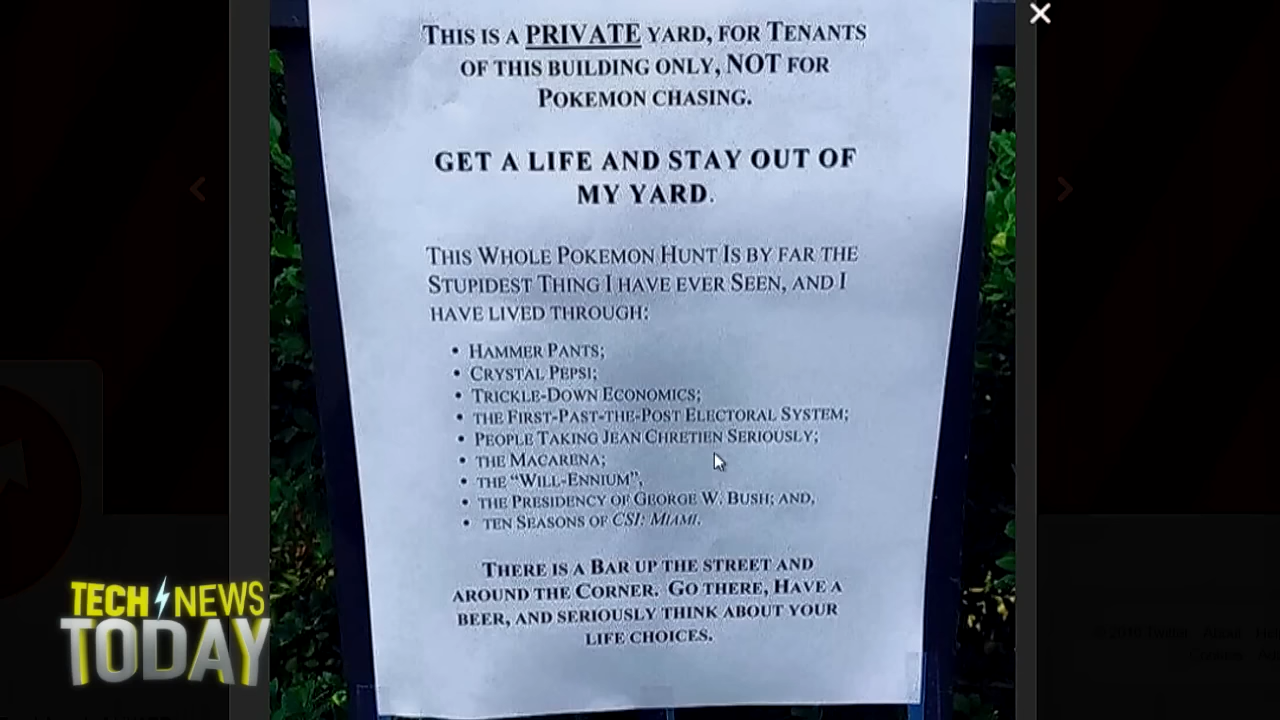 THIS IS A PRIVATE YARD, FOR TENANTS
OF THIS BUILDING ONLY, NOT FOR
POKEMON CHASING.
GET A LIFE AND STAY OUT OF
MY YARD.
THIS WHOLE POKEMON HUNT IS BY FAR THE
STUPIDEST THING I HAVE EVER SEEN, AND I
HAVE LIVED THROUGH:
• HAMMER PANTS;
• CRYSTAL PEPSI;
• TRICKLE-DOWN ECONOMICS;
• THE FIRST-PAST-THE-POST ELECTORAL SYSTEM;
• PEOPLE TAKING JEAN CHRETIEN SERIOUSLY;
• THE MACARENA;
• THE “WILL-ENNIUM”,
• THE PRESIDENCY OF GEORGE W. BUSH; AND,
• TEN SEASONS OF CSI: MIAMI.
THERE IS A BAR UP THE STREET AND
AROUND THE CORNER. GO THERE, HAVE A
BEER, AND SERIOUSLY THINK ABOUT YOUR
LIFE CHOICES.
TECH NEWS
TODAY
Twitter About